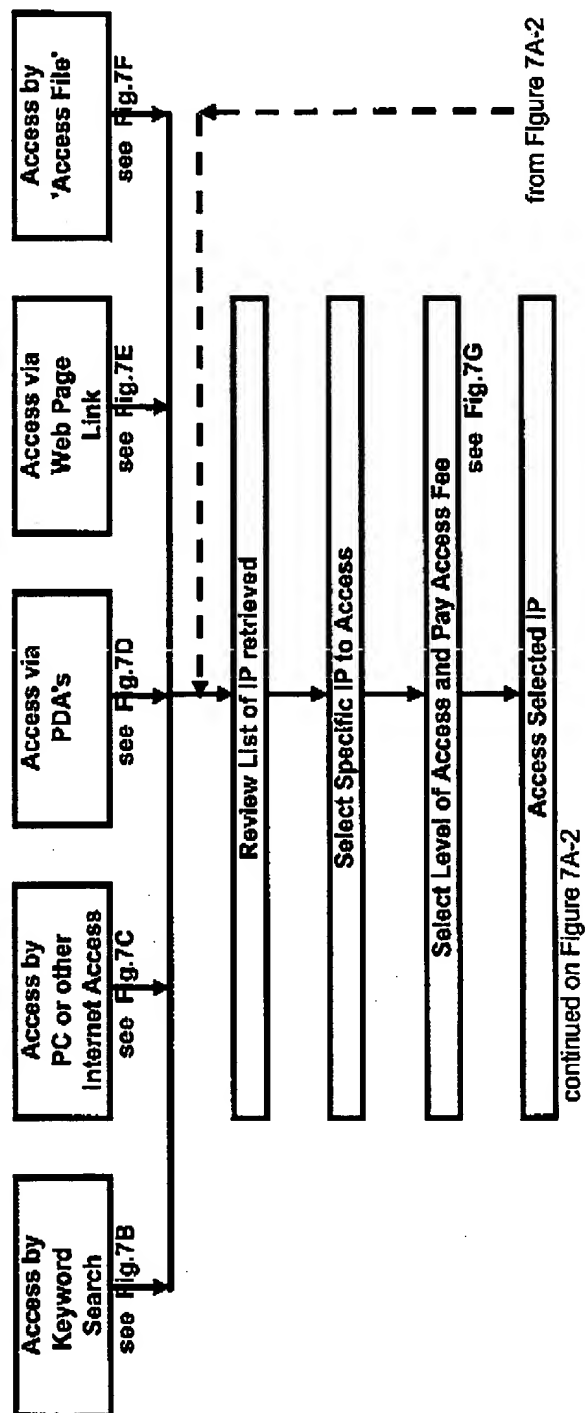 Access by
Keyword
Search
see Fig.7B
Access by
PC or other
Internet Access
see Fig.7C
Access via
PDA's
see Fig.7D
Access via
Web Page
Link
see Fig.7E
Access by
'Access File'
see Fig.7F
Review List of IP retrieved
Select Specific IP to Access
Select Level of Access and Pay Access Fee
see Fig.7G
Access Selected IP
continued on Figure 7A-2
from Figure 7A-2